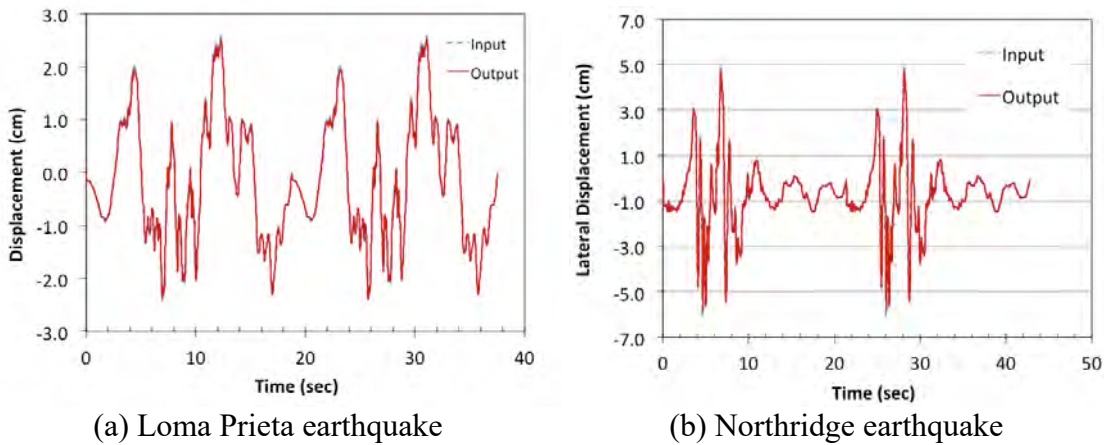 3.0
2.0
1.0
0.0
-1.0
-2.0
-3.0
Displacement (cm)
Input
Output
0 10 20 30 40
Time (sec)
(a) Loma Prieta earthquake
7.0
5.0
3.0
1.0
-1.0
-3.0
-5.0
-7.0
Lateral Displacement (cm)
Input
Output
0 10 20 30 40 50
Time (sec)
(b) Northridge earthquake